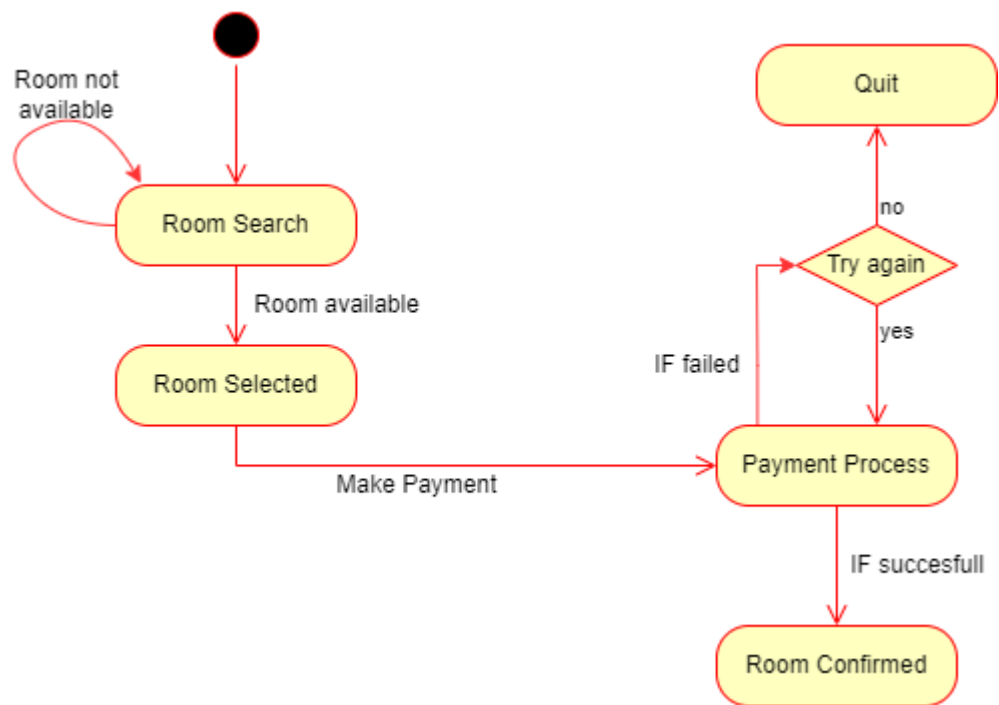 Room not
available
Quit
Room Search
no
Try again
Room available
yes
IF failed
Room Selected
Payment Process
Make Payment
IF succesfull
Room Confirmed